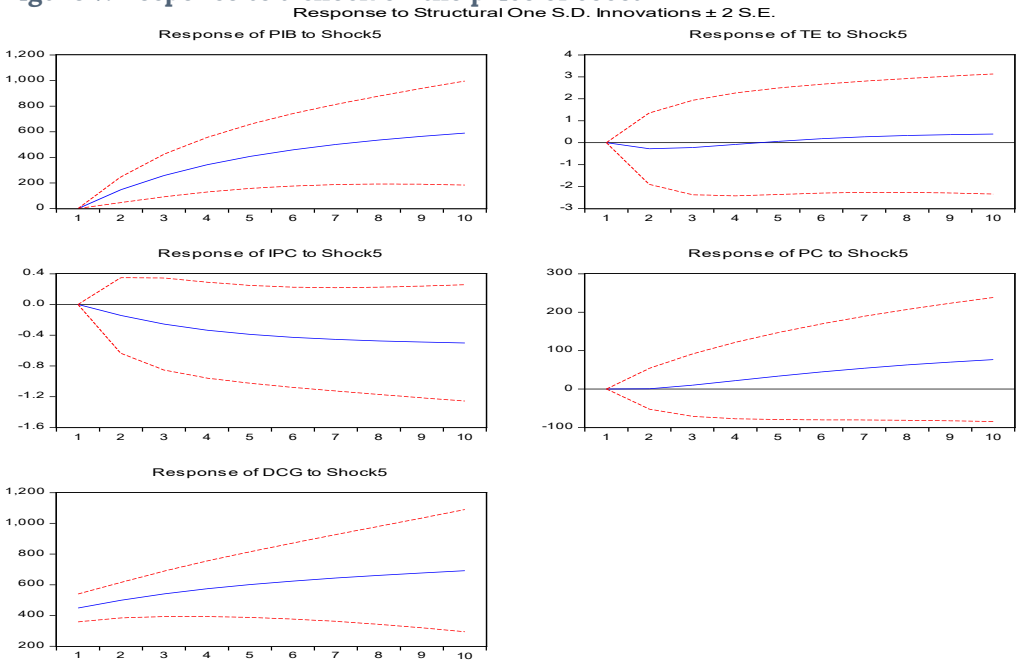 Response to Structural One S.D. Innovations ± 2 S.E.
Response of PIB to Shock5
1,200
1,000
800
600
400
200
0
1 2 3 4 5 6 7 8 9 10
Response of TE to Shock5
4
3
2
1
0
-1
-2
-3
1 2 3 4 5 6 7 8 9 10
Response of IPC to Shock5
0.4
0.0
-0.4
-0.8
-1.2
-1.6
1 2 3 4 5 6 7 8 9 10
Response of PC to Shock5
300
200
100
0
-100
1 2 3 4 5 6 7 8 9 10
Response of DCG to Shock5
1,200
1,000
800
600
400
200
1 2 3 4 5 6 7 8 9 10